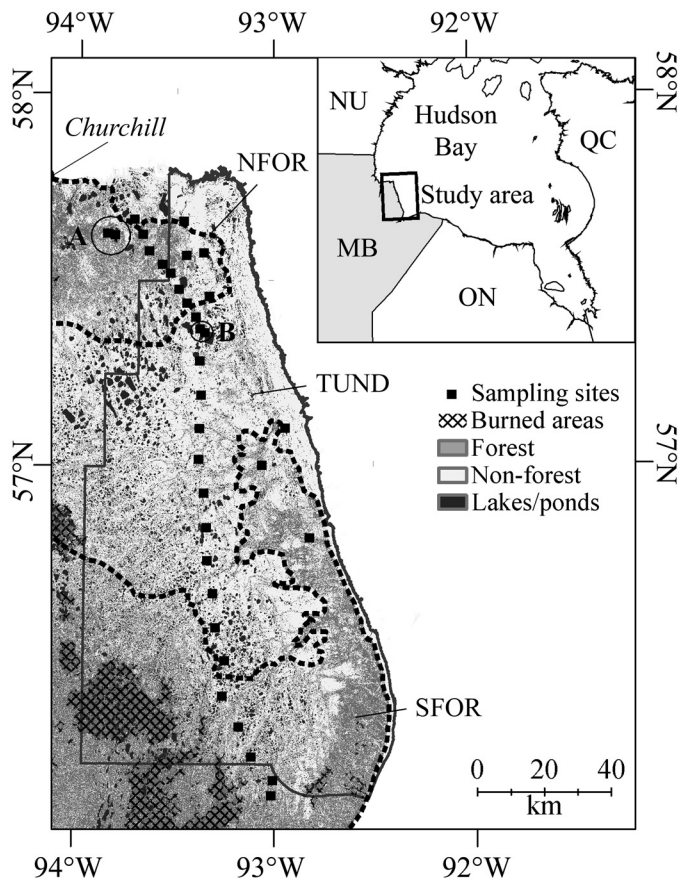 94°W
93°W
92°W
58°N
58°N
Churchill
NFOR
NU
Hudson
Bay
QC
Study area
MB
ON
A
B
TUND
Sampling sites
Burned areas
Forest
Non-forest
Lakes/ponds
57°N
57°N
SFOR
0
20
40
km
94°W
93°W
92°W